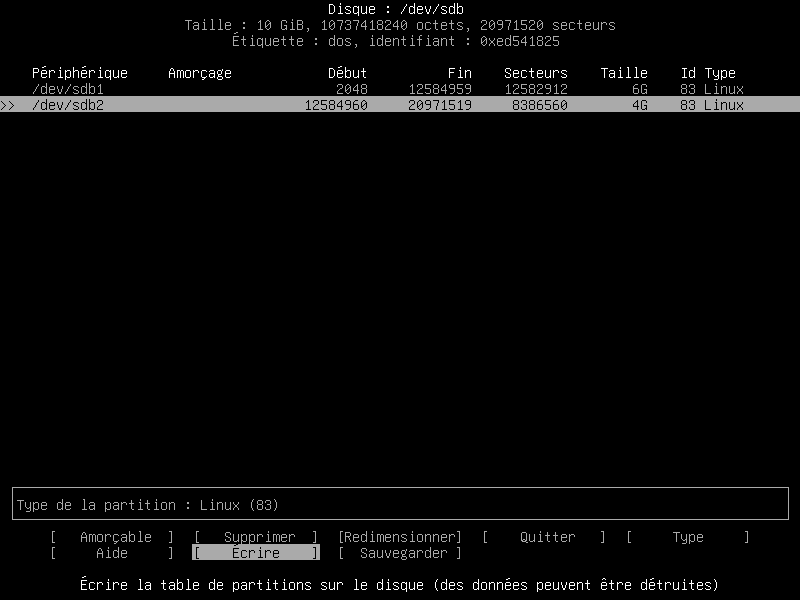 Disque : /dev/sdb
Taille : 10 GiB, 10737418240 octets, 20971520 secteurs
Étiquette : dos, identifiant : 0xed541825
Périphérique Amorçage Début Fin Secteurs Taille Id Type
/dev/sdb1 2048 12584959 12582912 6G 83 Linux
>> /dev/sdb2 12584960 20971519 8386560 4G 83 Linux
Type de la partition : Linux (83)
[ Amorçable ] [ Supprimer ] [Redimensionner] [ Quitter ] [ Type ]
[ Aide ] [ Écrire ] [ Sauvegarder ]
Écrire la table de partitions sur le disque (des données peuvent être détruites)